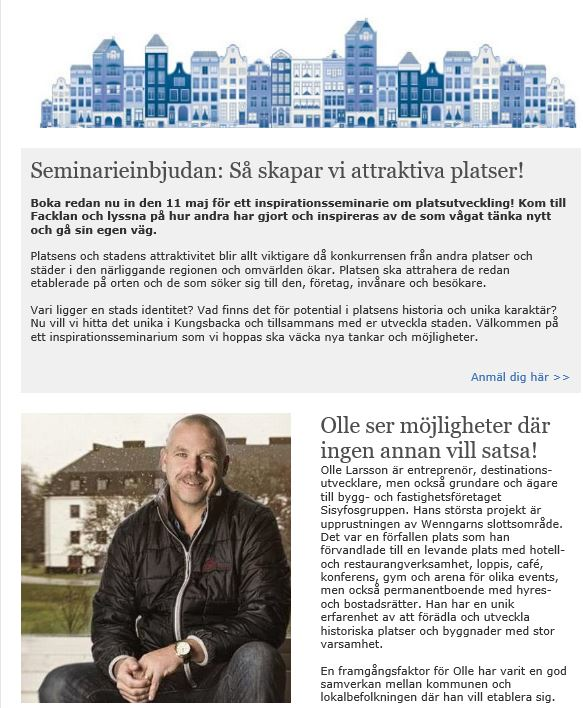 Seminarieinbjudan: Så skapar vi attraktiva platser!
Boka redan nu in den 11 maj för ett inspirationsseminarie om platsutveckling! Kom till
Facklan och lyssna på hur andra har gjort och inspireras av de som vågat tänka nytt
och gå sin egen väg.
Platsens och stadens attraktivitet blir allt viktigare då konkurrensen från andra platser och
städer i den närliggande regionen och omvärlden ökar. Platsen ska attrahera de redan
etablerade på orten och de som söker sig till den, företag, invånare och besökare.
Vari ligger en stads identitet? Vad finns det för potential i platsens historia och unika karaktär?
Nu vill vi hitta det unika i Kungsbacka och tillsammans med er utveckla staden. Välkommen på
ett inspirationsseminarium som vi hoppas ska väcka nya tankar och möjligheter.
Anmäl dig här >>
Olle ser möjligheter där
ingen annan vill satsa!
Olle Larsson är entreprenör, destinations-
utvecklare, men också grundare och ägare
till bygg- och fastighetsföretaget
Sisyfosgruppen. Hans största projekt är
upprustningen av Wenngarns slottsområde.
Det var en förfallen plats som han
förvandlade till en levande plats med hotell-
och restaurangverksamhet, loppis, café,
konferens, gym och arena för olika events,
men också permanentboende med hyres-
och bostadsrätter. Han har en unik
erfarenhet av att förädla och utveckla
historiska platser och byggnader med stor
varsamhet.
En framgångsfaktor för Olle har varit en god
samverkan mellan kommunen och
lokalbefolkningen där han vill etablera sig.